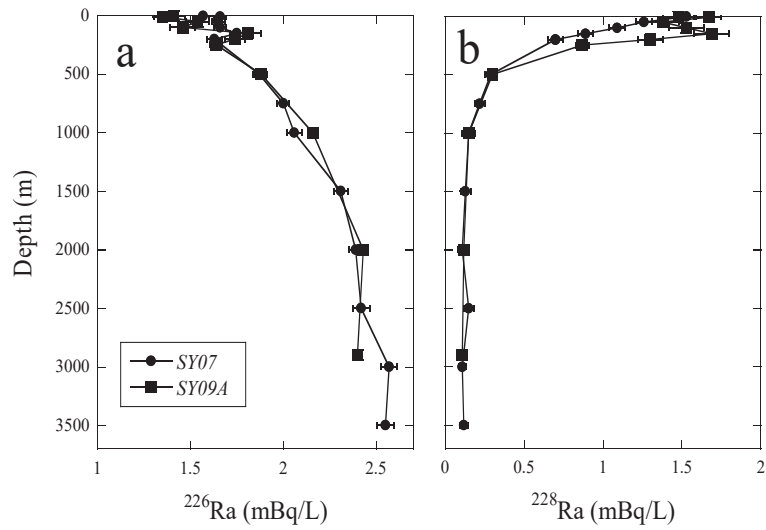 a
b
0
500
1000
1500
2000
2500
3000
3500
Depth (m)
SY07
SY09A
1
1.5
2
2.5
0
0.5
1
1.5
2
²²⁶Ra (mBq/L)
²²⁸Ra (mBq/L)